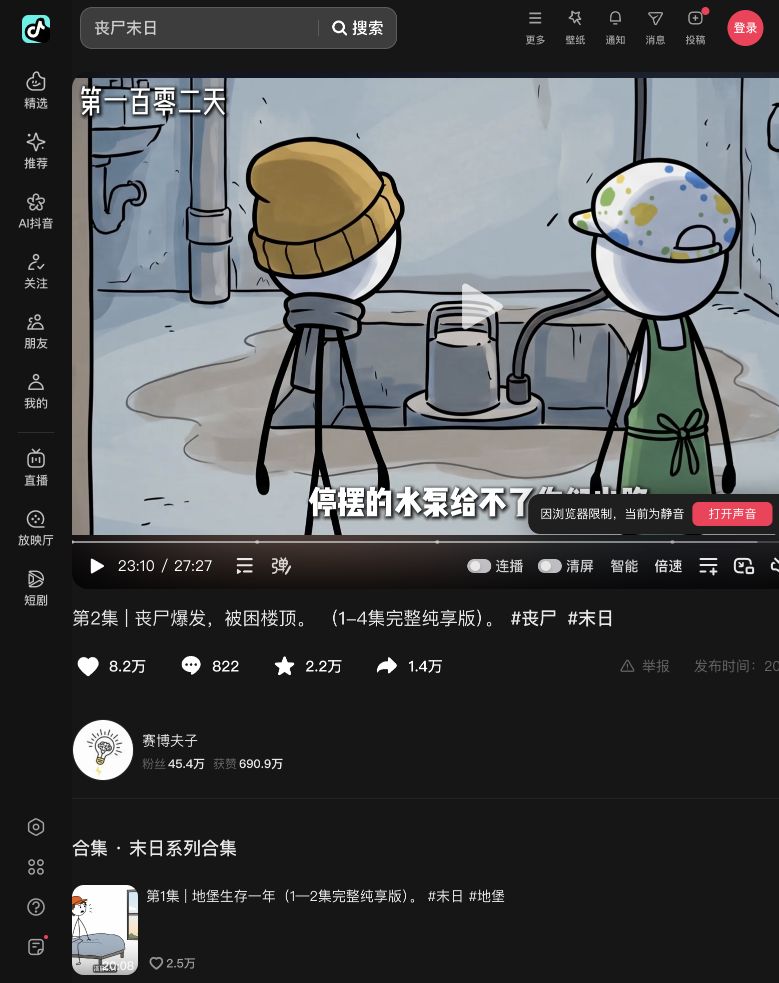 丧尸末日
搜索
更多
壁纸
通知
消息
投稿
登录
精选
推荐
AI抖音
关注
朋友
我的
直播
放映厅
短剧
第一百零二天
停摆的水泵给不了你们出路
因浏览器限制，当前为静音
打开声音
23:10 / 27:27
弹
连播
清屏
智能
倍速
第2集 | 丧尸爆发，被困楼顶。 （1–4集完整纯享版）。 #丧尸 #末日
8.2万
822
2.2万
1.4万
举报
发布时间：20
赛博夫子
粉丝 45.4万 获赞 690.9万
合集 · 末日系列合集
第1集 | 地堡生存一年（1—2集完整纯享版）。 #末日 #地堡
20:08
2.5万